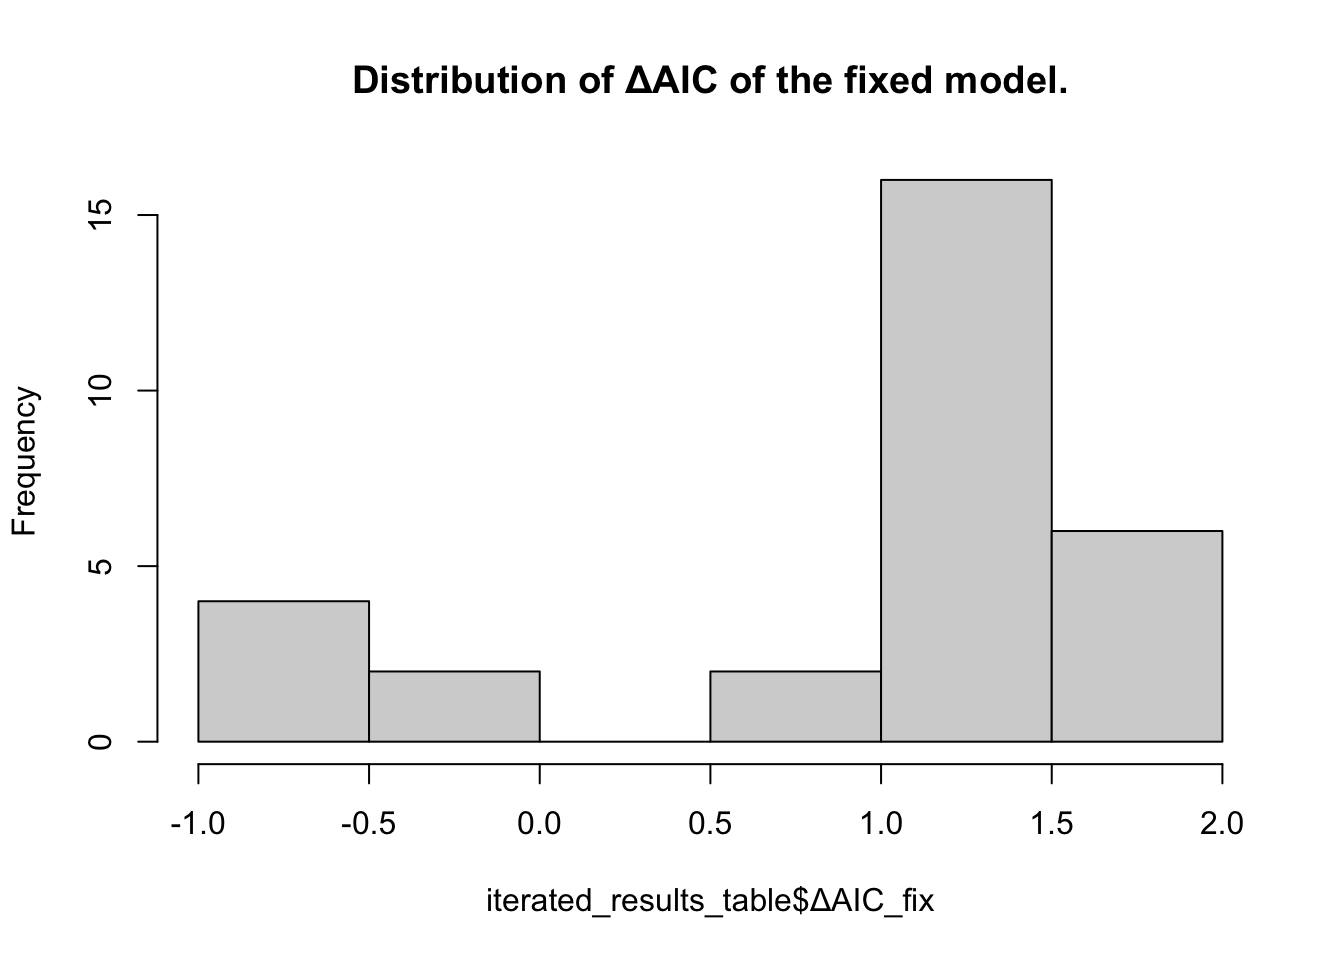 Distribution of ΔAIC of the fixed model.
Frequency
15
10
5
0
-1.0 -0.5 0.0 0.5 1.0 1.5 2.0
iterated_results_table$ΔAIC_fix